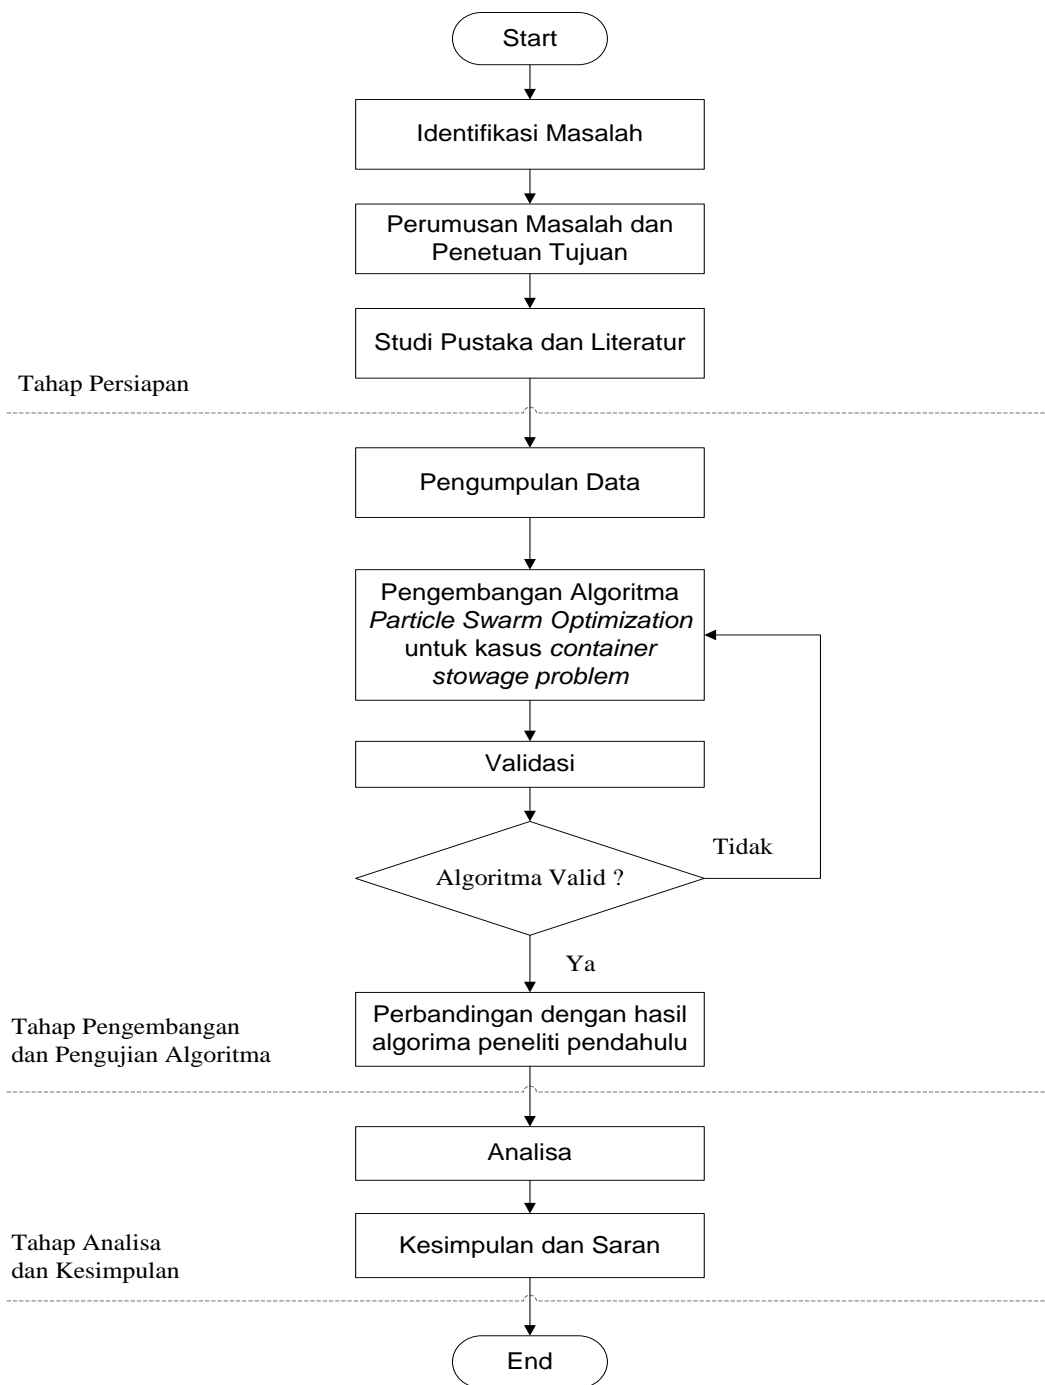 Start
Identifikasi Masalah
Perumusan Masalah dan
Penetuan Tujuan
Studi Pustaka dan Literatur
Tahap Persiapan
Pengumpulan Data
Pengembangan Algoritma
Particle Swarm Optimization
untuk kasus container
stowage problem
Validasi
Algoritma Valid ?
Tidak
Ya
Perbandingan dengan hasil
algorima peneliti pendahulu
Tahap Pengembangan
dan Pengujian Algoritma
Analisa
Kesimpulan dan Saran
Tahap Analisa
dan Kesimpulan
End